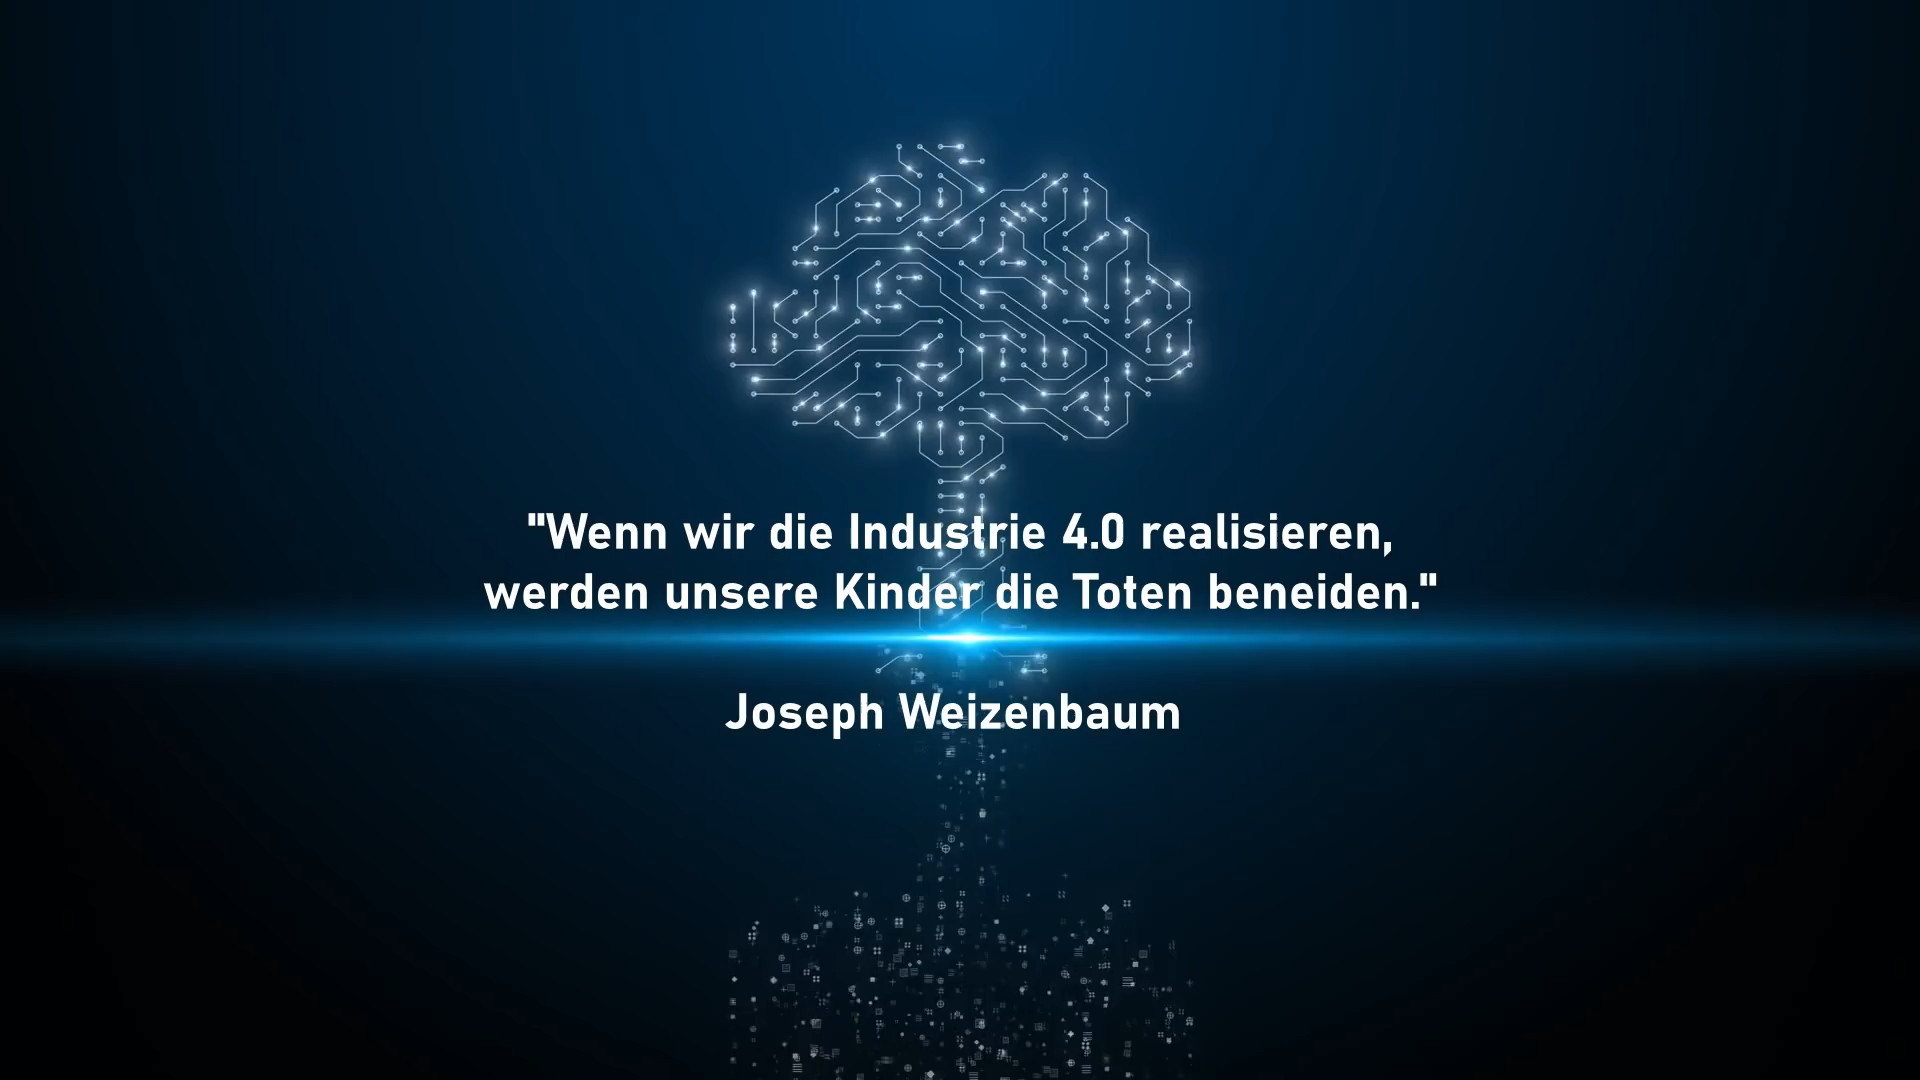 "Wenn wir die Industrie 4.0 realisieren,
werden unsere Kinder die Toten beneiden."
Joseph Weizenbaum